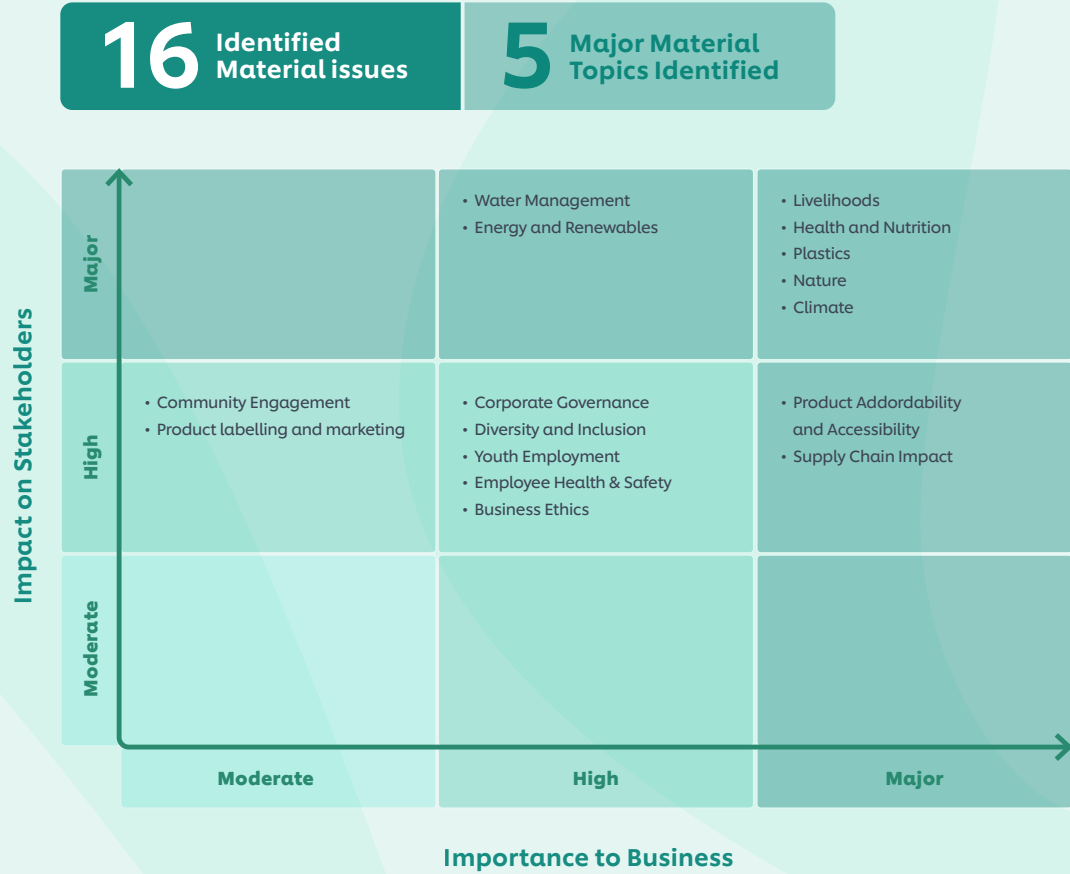 16
Identified
Material issues
5
Major Material
Topics Identified
Impact on Stakeholders
Major
• Water Management
• Energy and Renewables
• Livelihoods
• Health and Nutrition
• Plastics
• Nature
• Climate
High
• Community Engagement
• Product labelling and marketing
• Corporate Governance
• Diversity and Inclusion
• Youth Employment
• Employee Health & Safety
• Business Ethics
• Product Addordability
and Accessibility
• Supply Chain Impact
Moderate
Moderate
High
Major
Importance to Business